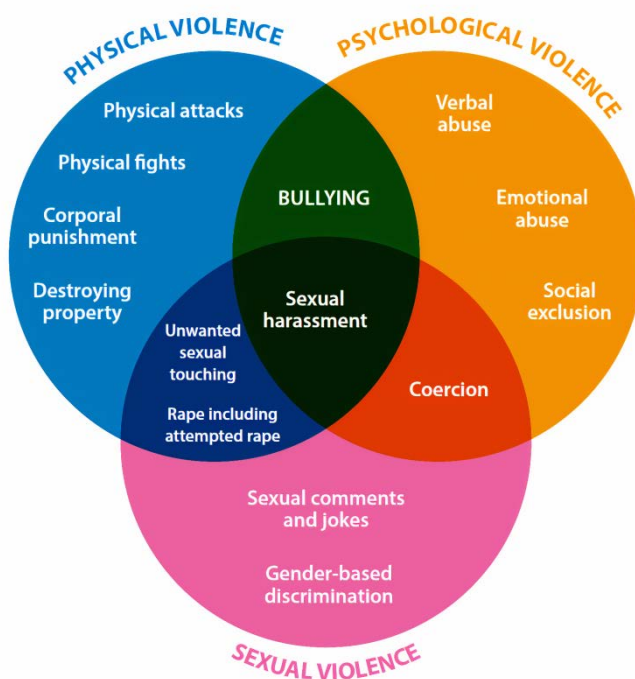 PHYSICAL VIOLENCE
PSYCHOLOGICAL VIOLENCE
Physical attacks
Physical fights
Corporal
punishment
Destroying
property
BULLYING
Verbal
abuse
Emotional
abuse
Social
exclusion
Sexual
harassment
Unwanted
sexual
touching
Rape including
attempted rape
Coercion
Sexual comments
and jokes
Gender-based
discrimination
SEXUAL VIOLENCE